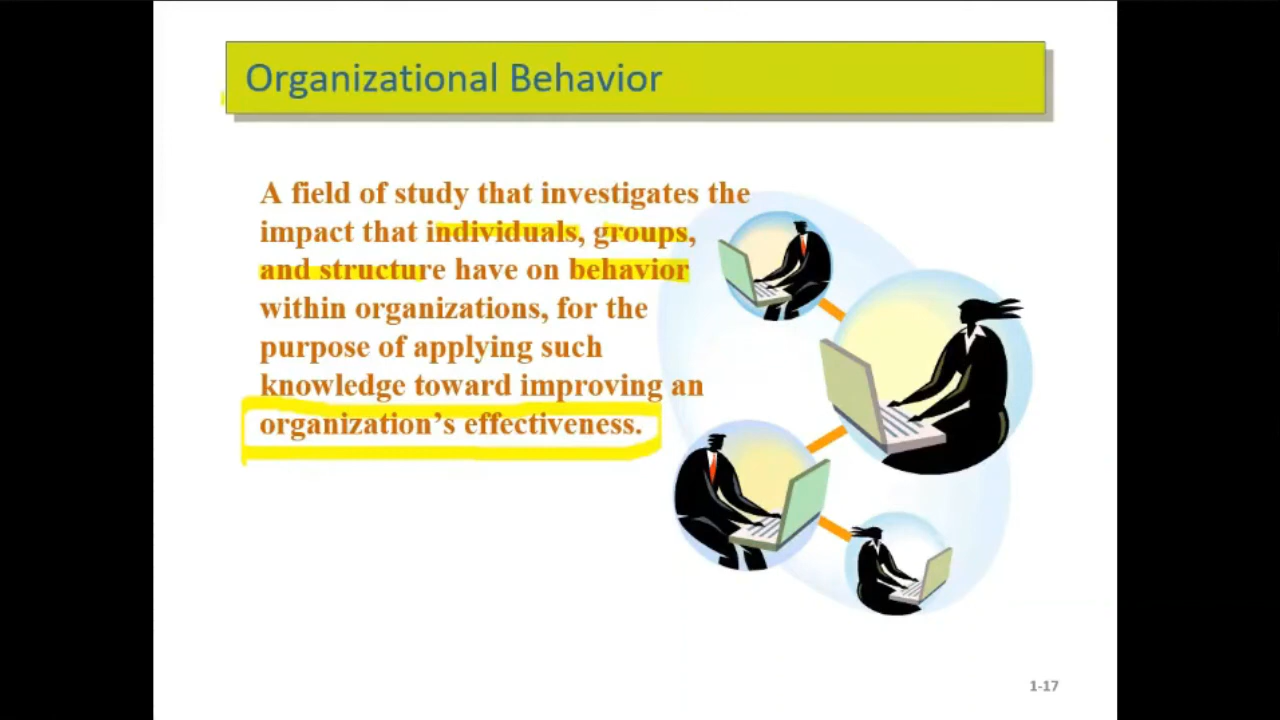 Organizational Behavior
A field of study that investigates the
impact that individuals, groups,
and structure have on behavior
within organizations, for the
purpose of applying such
knowledge toward improving an
organization’s effectiveness.
1-17